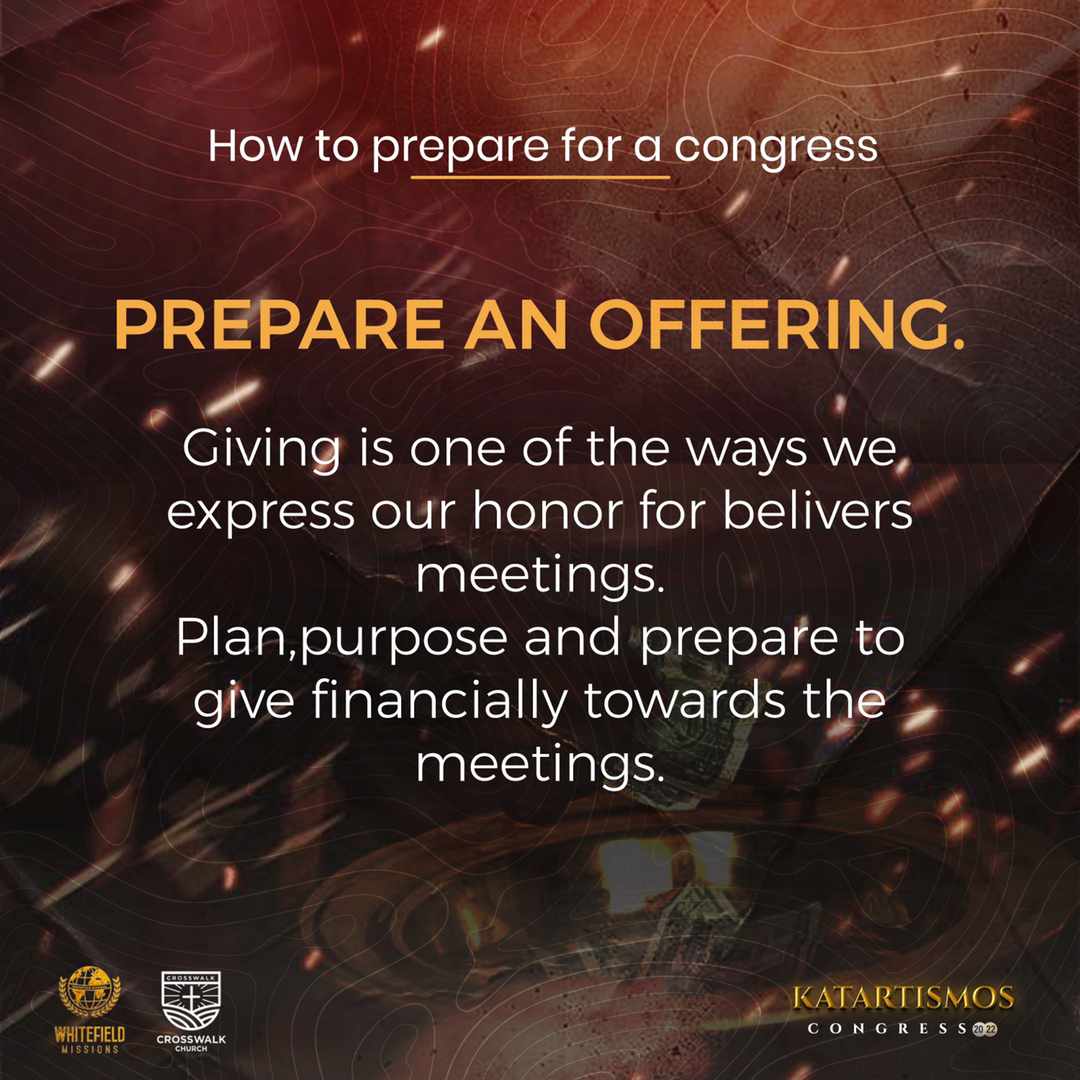 How to prepare for a congress
PREPARE AN OFFERING.
Giving is one of the ways we
express our honor for belivers
meetings.
Plan,purpose and prepare to
give financially towards the
meetings.
WHITEFIELD
MISSIONS
CROSSWALK
CROSSWALK
CHURCH
KATARTISMOS
CONGRESS 2022